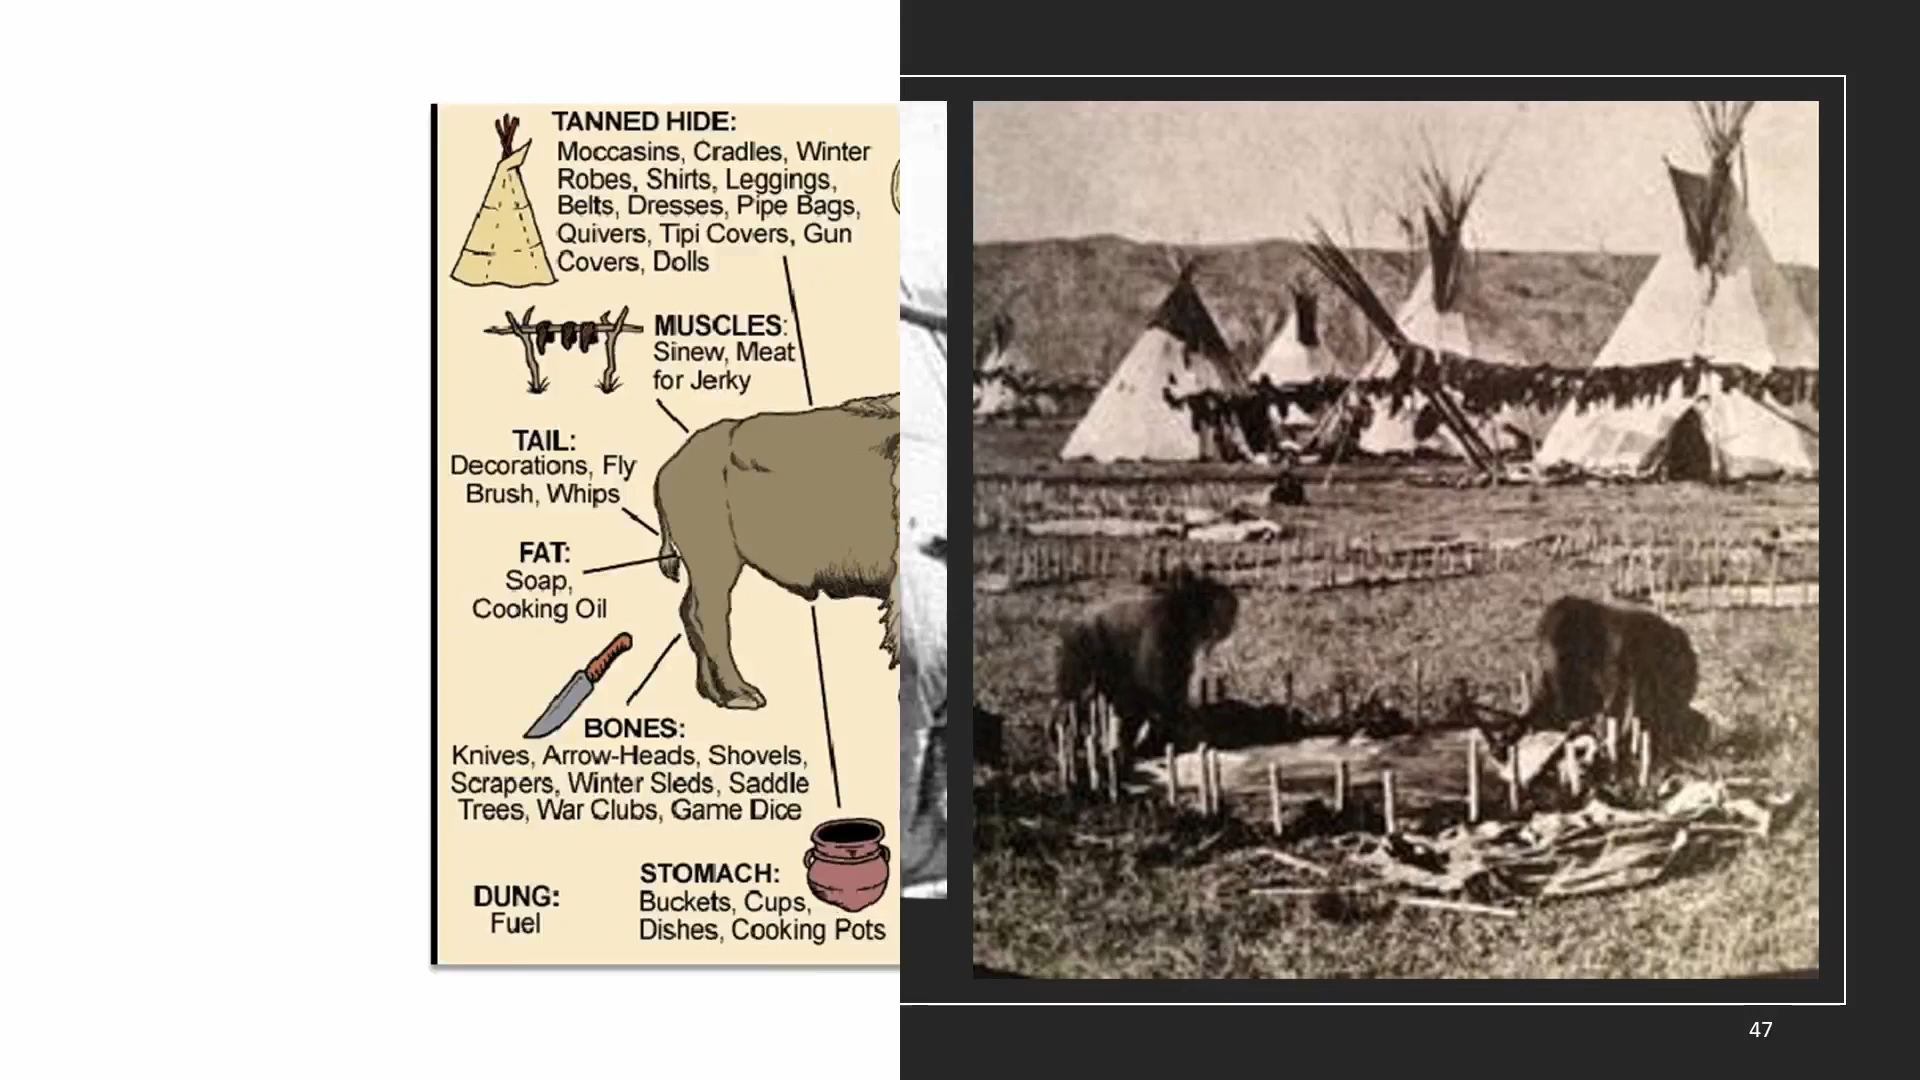 TANNED HIDE:
Moccasins, Cradles, Winter
Robes, Shirts, Leggings,
Belts, Dresses, Pipe Bags,
Quivers, Tipi Covers, Gun
Covers, Dolls
MUSCLES:
Sinew, Meat
for Jerky
TAIL:
Decorations, Fly
Brush, Whips
FAT:
Soap,
Cooking Oil
BONES:
Knives, Arrow-Heads, Shovels,
Scrapers, Winter Sleds, Saddle
Trees, War Clubs, Game Dice
STOMACH:
Buckets, Cups,
Dishes, Cooking Pots
DUNG:
Fuel
47